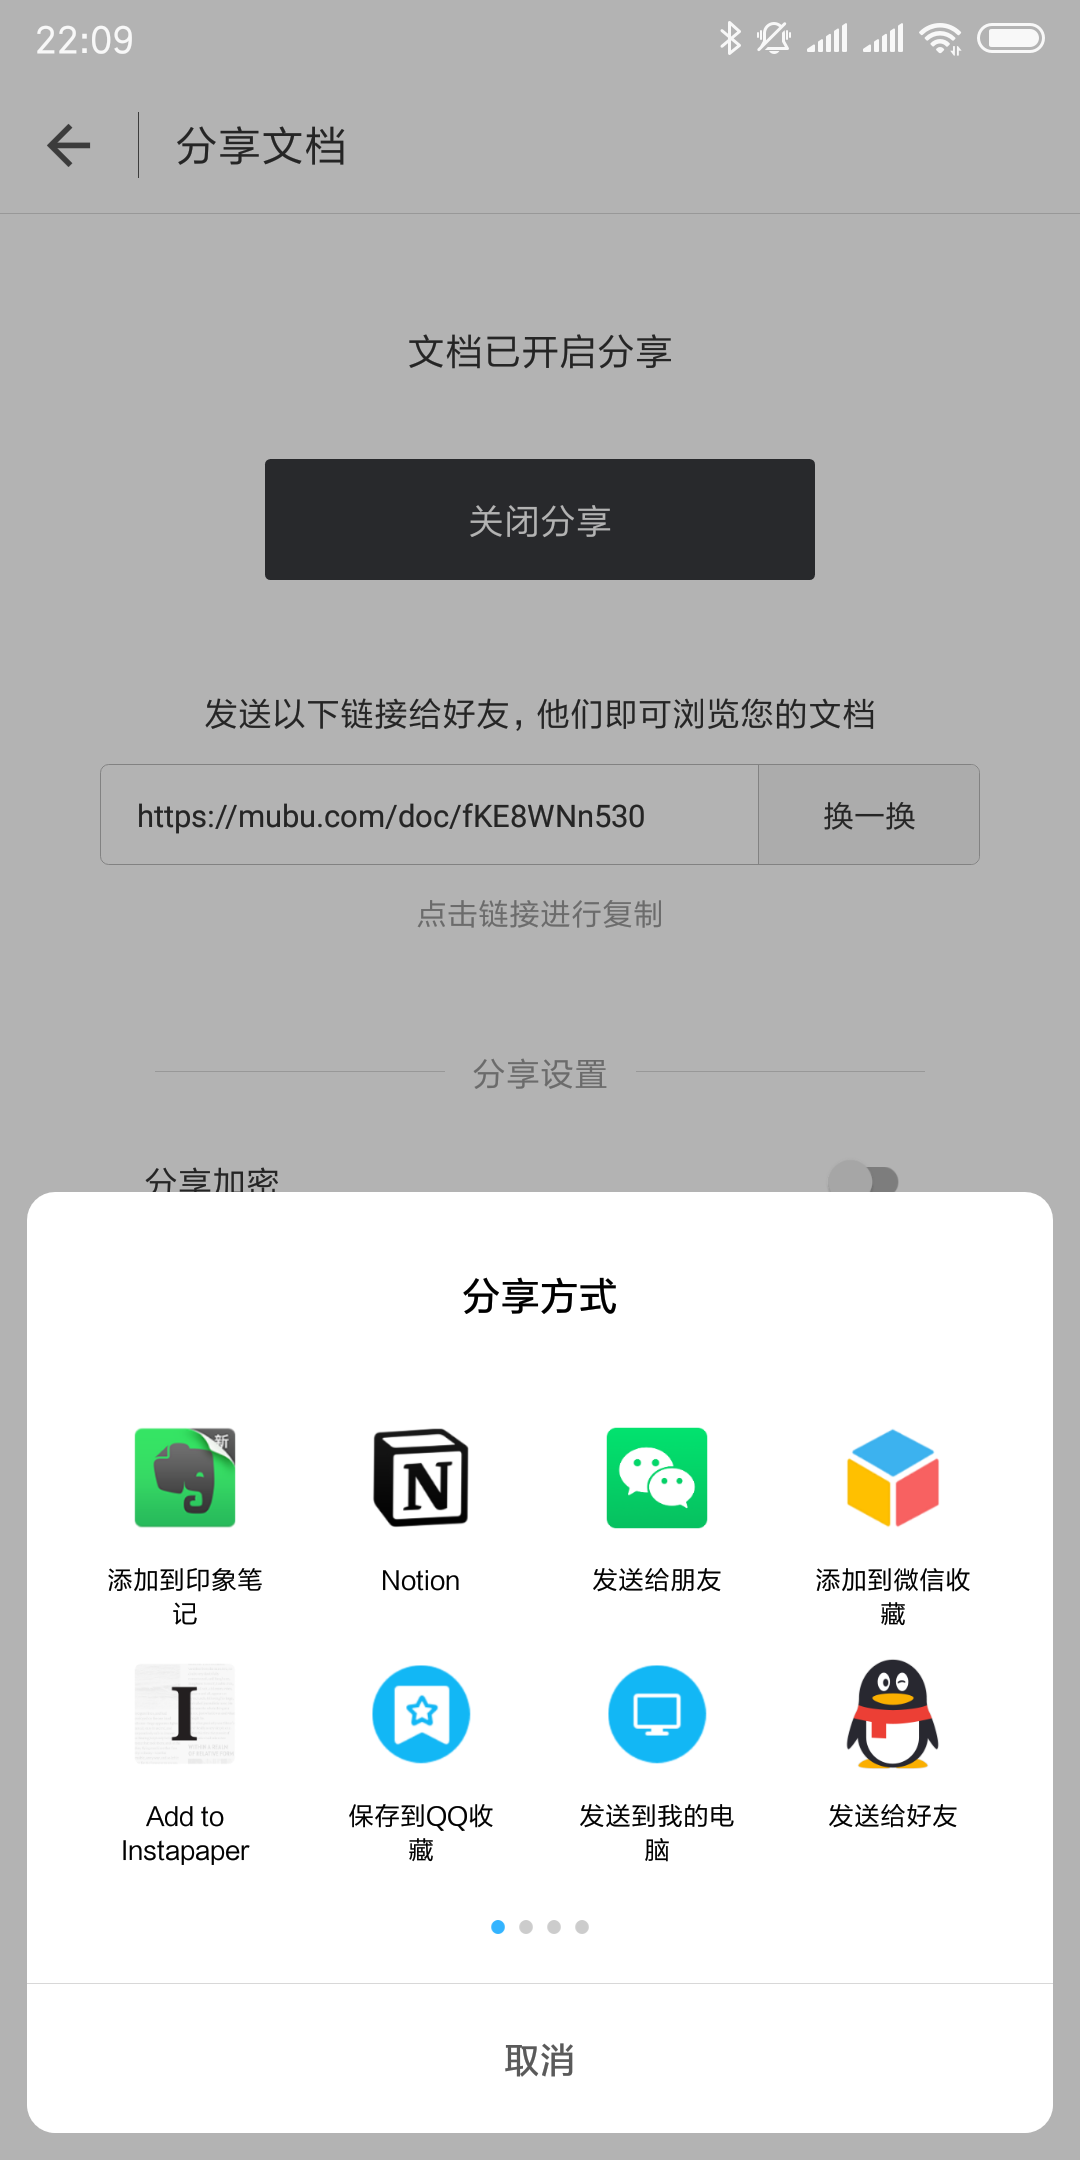 22:09
分享文档
文档已开启分享
关闭分享
发送以下链接给好友，他们即可浏览您的文档
https://mubu.com/doc/fKE8WNn530
换一换
点击链接进行复制
分享设置
分享加密
分享方式
新
N
添加到印象笔
记
Notion
发送给朋友
添加到微信收
藏
I
Add to
Instapaper
保存到QQ收
藏
发送到我的电
脑
发送给好友
取消